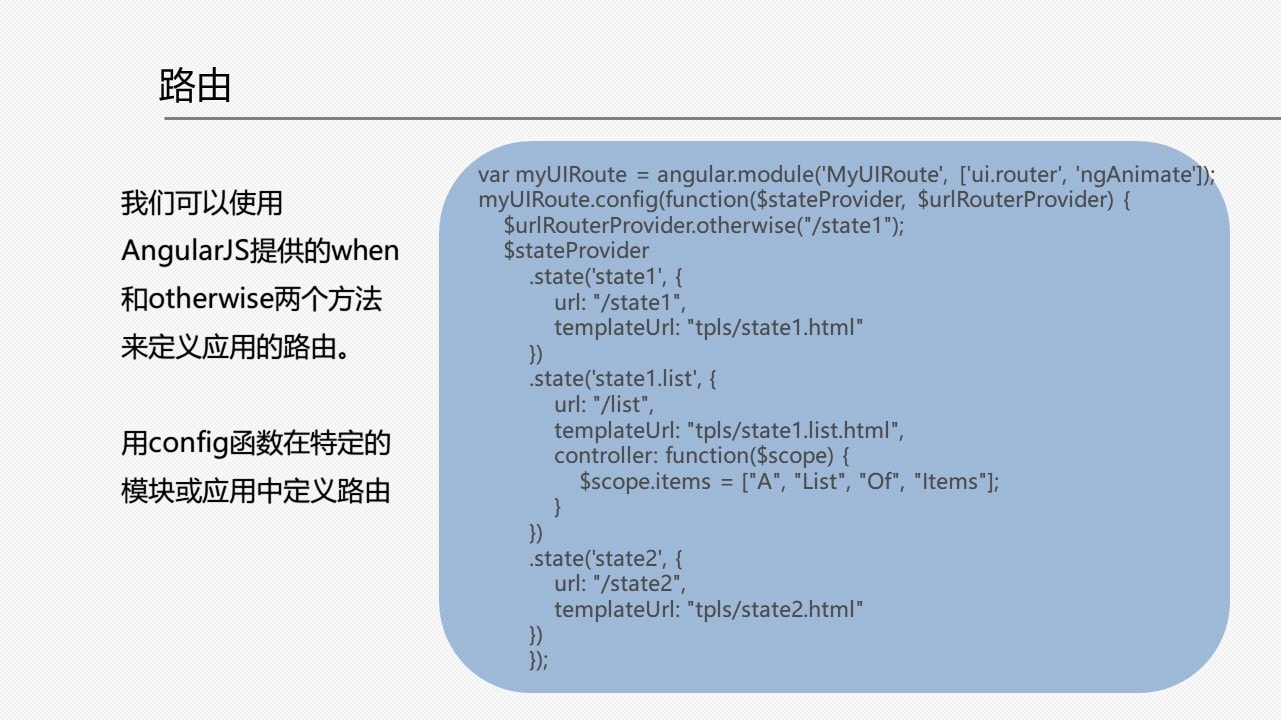 路由
我们可以使用
AngularJS提供的when
和otherwise两个方法
来定义应用的路由。
用config函数在特定的
模块或应用中定义路由
var myUIRoute = angular.module('MyUIRoute', ['ui.router', 'ngAnimate']);
myUIRoute.config(function($stateProvider, $urlRouterProvider) {
$urlRouterProvider.otherwise("/state1");
$stateProvider
.state('state1', {
url: "/state1",
templateUrl: "tpls/state1.html"
})
.state('state1.list', {
url: "/list",
templateUrl: "tpls/state1.list.html",
controller: function($scope) {
$scope.items = ["A", "List", "Of", "Items"];
}
})
.state('state2', {
url: "/state2",
templateUrl: "tpls/state2.html"
})
});